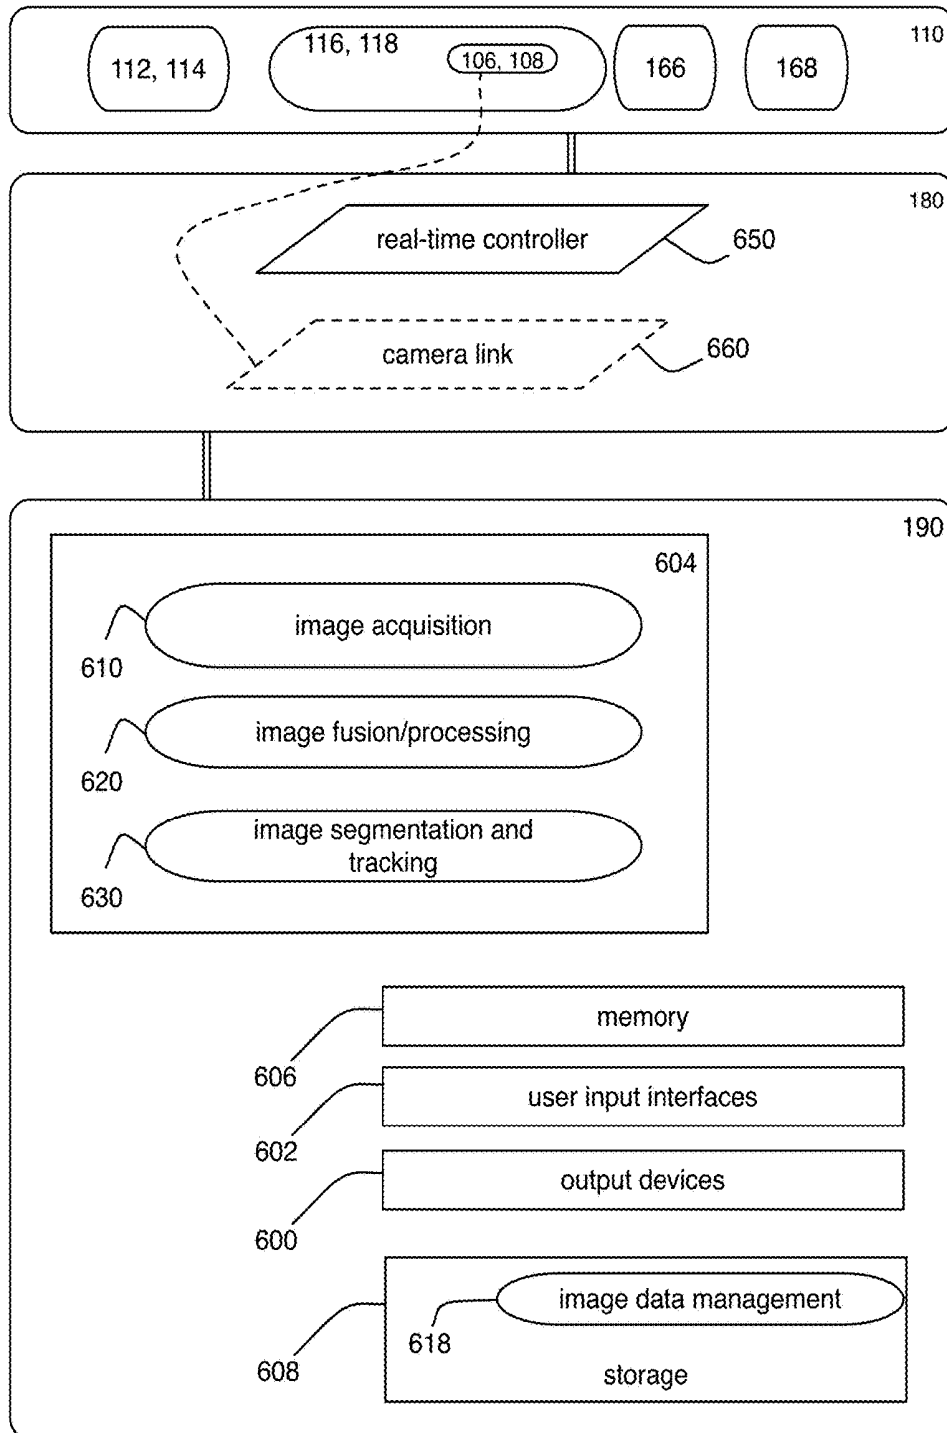 110
112, 114
116, 118
106, 108
166
168
180
real-time controller
650
camera link
660
190
604
image acquisition
610
image fusion/processing
620
image segmentation and
tracking
630
memory
606
user input interfaces
602
output devices
600
image data management
618
608
storage